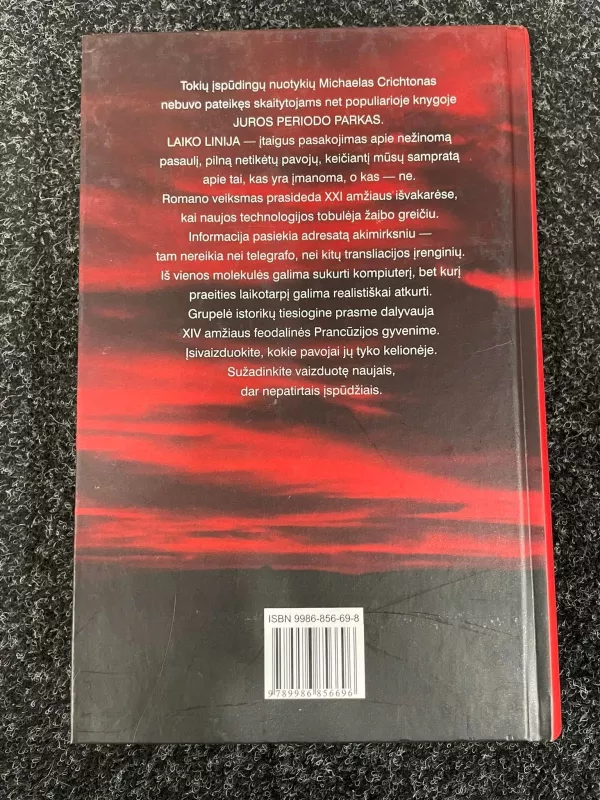 Tokių įspūdingų nuotykių Michaelas Crichtonas
nebuvo pateikęs skaitytojams net populiarioje knygoje
JUROS PERIODO PARKAS.
LAIKO LINIJA — įtaigus pasakojimas apie nežinomą
pasaulį, pilną netikėtų pavojų, keičiantį mūsų sampratą
apie tai, kas yra įmanoma, o kas — ne.
Romano veiksmas prasideda XXI amžiaus išvakarėse,
kai naujos technologijos tobulėja žaibo greičiu.
Informacija pasiekia adresatą akimirksniu —
tam nereikia nei telegrafo, nei kitų transliacijos įrenginių.
Iš vienos molekulės galima sukurti kompiuterį, bet kurį
praeities laikotarpį galima realistiškai atkurti.
Grupelė istorikų tiesiogine prasme dalyvauja
XIV amžiaus feodalinės Prancūzijos gyvenime.
Įsivaizduokite, kokie pavojai jų tyko kelionėje.
Sužadinkite vaizduotę naujais,
dar nepatirtais įspūdžiais.
ISBN 9986-856-69-8
9 789986 856696